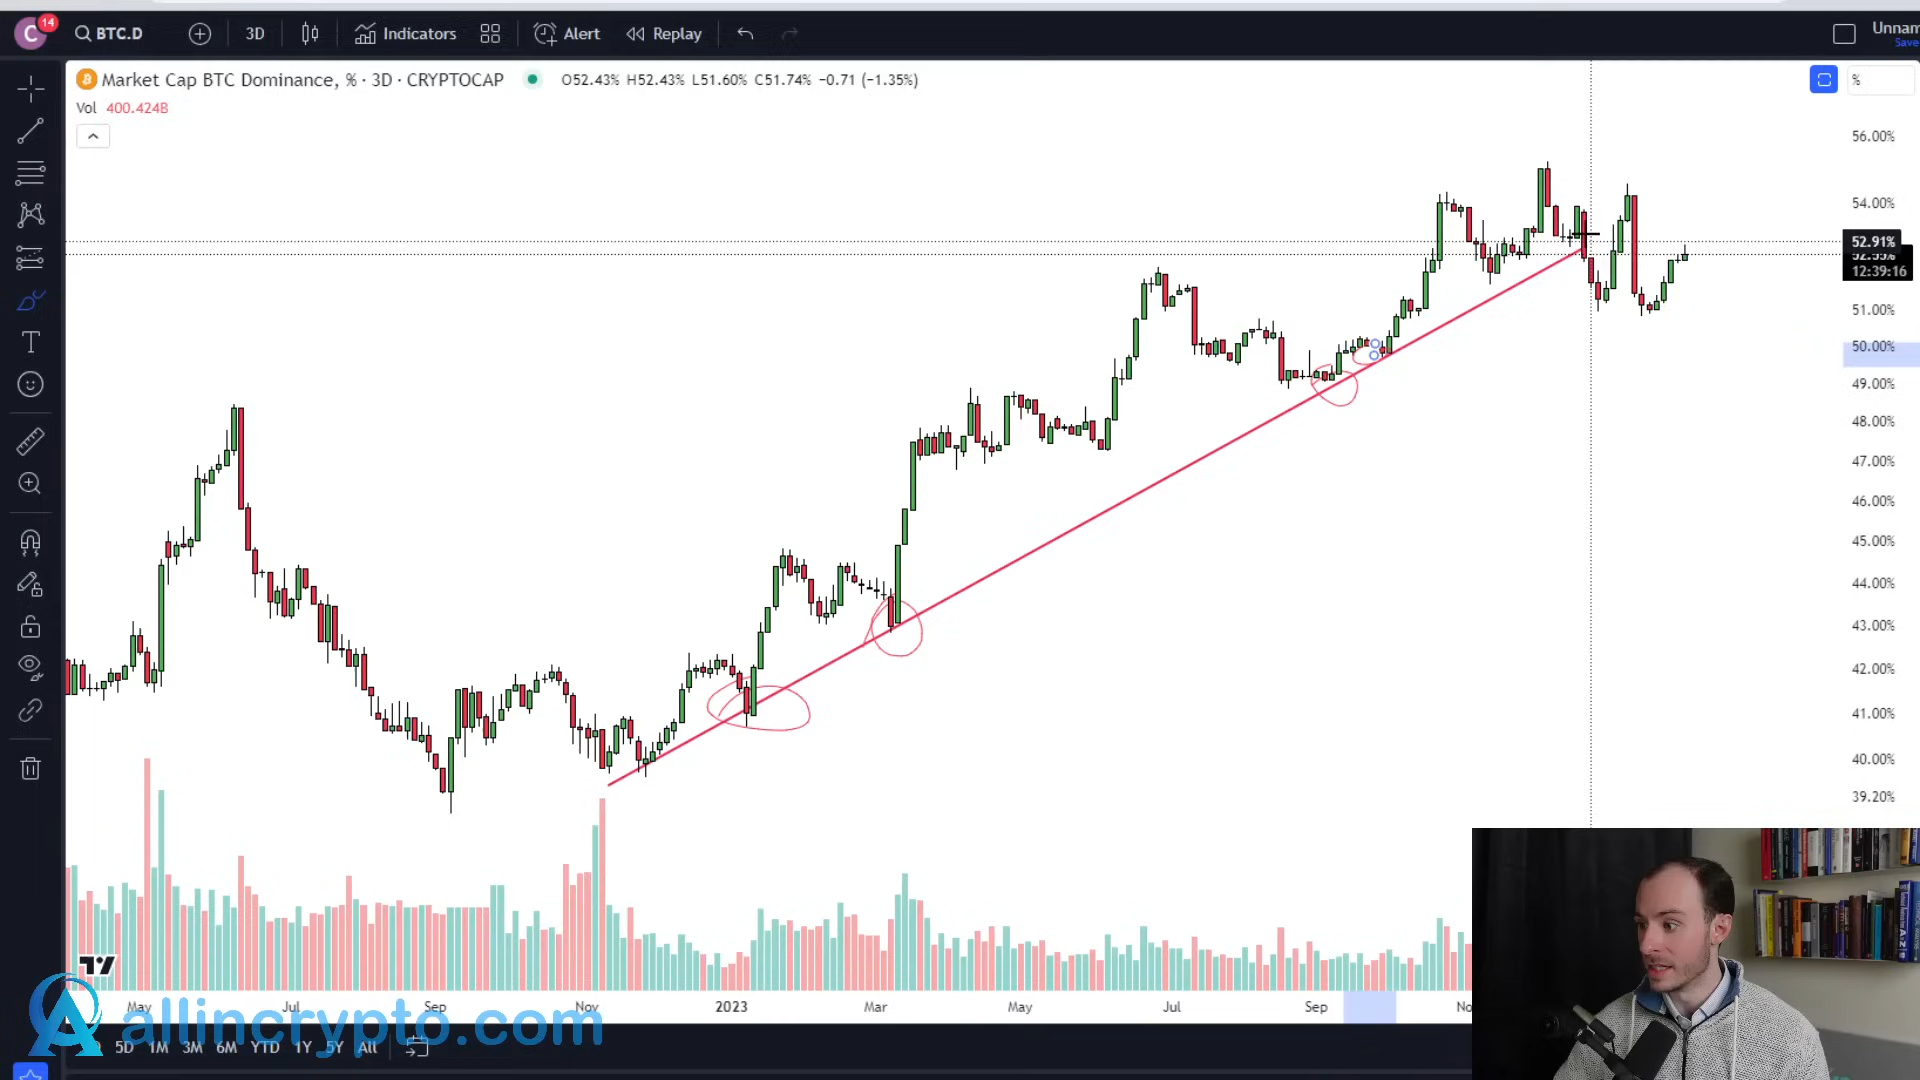 C 14 BTC.D 3D Indicators Alert Replay Unnam
Save
Market Cap BTC Dominance, % · 3D · CRYPTOCAP O52.43% H52.43% L51.60% C51.74% −0.71 (−1.35%) %
Vol 400.424B
56.00%
54.00%
52.91%
12:39:16
51.00%
50.00%
49.00%
48.00%
47.00%
46.00%
45.00%
44.00%
43.00%
42.00%
41.00%
40.00%
39.20%
May Jul Sep Nov 2023 Mar May Jul Sep No
allincrypto.com
5D 1M 3M 6M YTD 1Y 5Y All